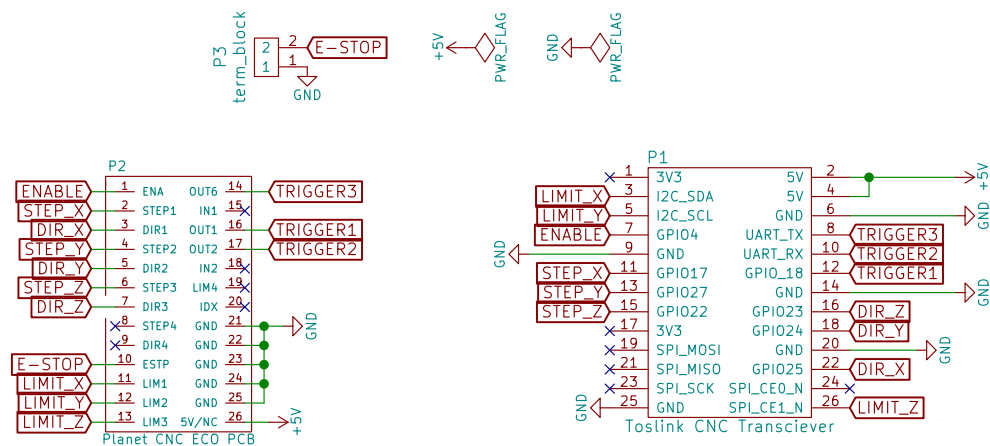 P3
term_block
2
1
2
1
E-STOP
GND
+5V
PWR_FLAG
GND
PWR_FLAG
P2
ENABLE 1 ENA OUT6 14 TRIGGER3
STEP_X 2 STEP1 IN1 15
DIR_X 3 DIR1 OUT1 16 TRIGGER1
STEP_Y 4 STEP2 OUT2 17 TRIGGER2
DIR_Y 5 DIR2 IN2 18
STEP_Z 6 STEP3 LIM4 19
DIR_Z 7 DIR3 IDX 20
8 STEP4 GND 21 GND
9 DIR4 GND 22
E-STOP 10 ESTP GND 23
LIMIT_X 11 LIM1 GND 24
LIMIT_Y 12 LIM2 GND 25
LIMIT_Z 13 LIM3 5V/NC 26 +5V
Planet CNC ECO PCB
P1
1 3V3 5V 2 +5V
LIMIT_X 3 I2C_SDA 5V 4
LIMIT_Y 5 I2C_SCL GND 6 GND
ENABLE 7 GPIO4 UART_TX 8 TRIGGER3
GND 9 GND UART_RX 10 TRIGGER2
STEP_X 11 GPIO17 GPIO_18 12 TRIGGER1
STEP_Y 13 GPIO27 GND 14 GND
STEP_Z 15 GPIO22 GPIO23 16 DIR_Z
17 3V3 GPIO24 18 DIR_Y
19 SPI_MOSI GND 20 GND
21 SPI_MISO GPIO25 22 DIR_X
23 SPI_SCK SPI_CE0_N 24
GND 25 GND SPI_CE1_N 26 LIMIT_Z
Toslink CNC Transciever